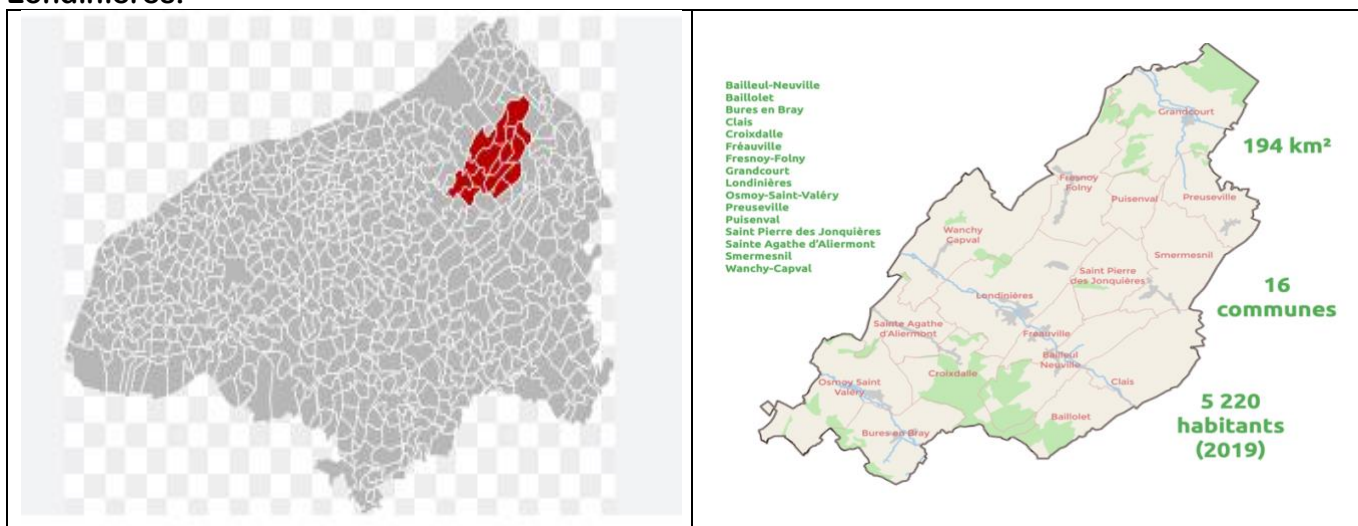 Londinières.
Bailleul-Neuville
Baillolet
Bures en Bray
Clais
Croixdalle
Fréauville
Fresnoy-Folny
Grandcourt
Londinières
Osmoy-Saint-Valéry
Preuseville
Puisenval
Saint Pierre des Jonquières
Sainte Agathe d'Aliermont
Smermesnil
Wanchy-Capval
Grandcourt
194 km²
Fresnoy
Folny
Puisenval
Preuseville
Wanchy
Capval
Smermesnil
Saint Pierre
des Jonquières
Londinières
16
communes
Sainte Agathe
d'Aliermont
Fréauville
Bailleul
Neuville
Croixdalle
Clais
Osmoy Saint
Valéry
Baillolet
Bures en Bray
5 220
habitants
(2019)